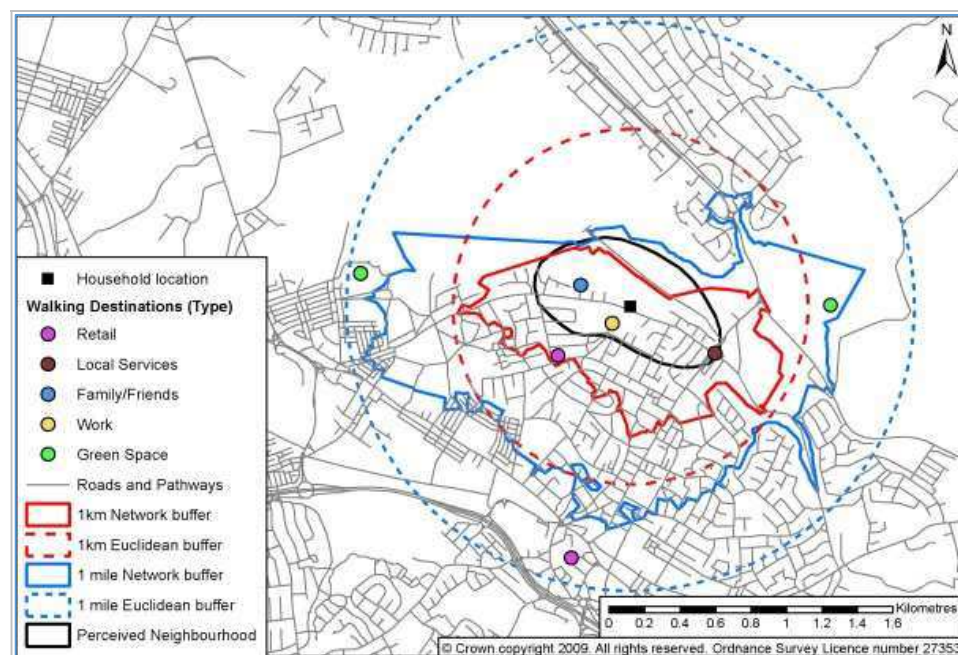 N
Household location
Walking Destinations (Type)
Retail
Local Services
Family/Friends
Work
Green Space
Roads and Pathways
1km Network buffer
1km Euclidean buffer
1 mile Network buffer
1 mile Euclidean buffer
Perceived Neighbourhood
Kilometres
0 0.2 0.4 0.6 0.8 1 1.2 1.4 1.6
© Crown copyright 2009. All rights reserved. Ordnance Survey Licence number 27353